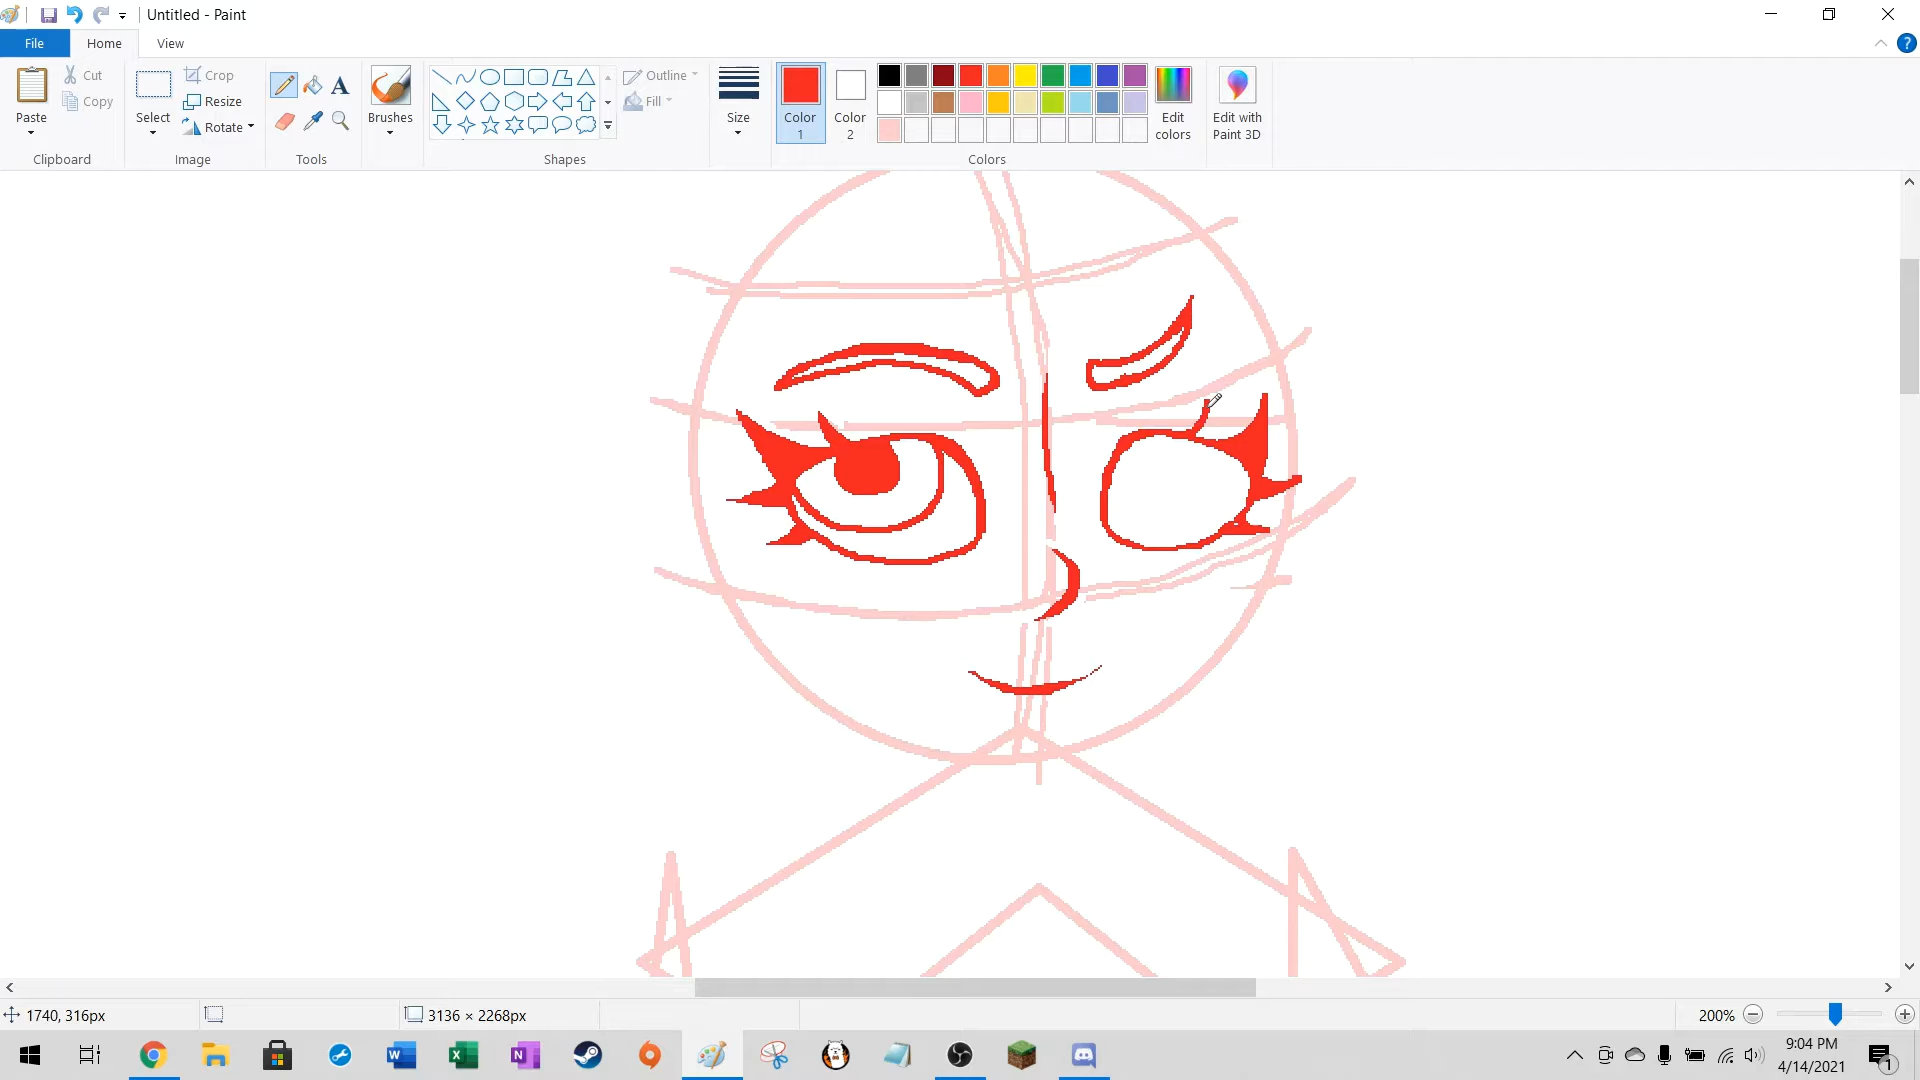 Untitled - Paint
File Home View
Paste
Cut
Copy
Clipboard
Select
Crop
Resize
Rotate
Image
A
Tools
Brushes
Outline
Fill
Shapes
Size
Color
1
Color
2
Edit
colors
Colors
Edit with
Paint 3D
?
1740, 316px
3136 × 2268px
200%
W
X
N
9:04 PM
4/14/2021
1